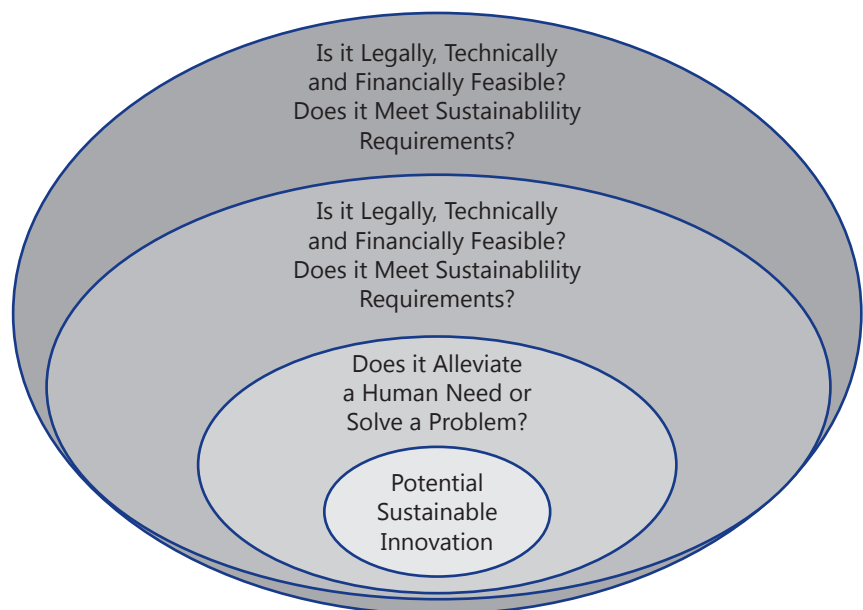 Is it Legally, Technically
and Financially Feasible?
Does it Meet Sustainablility
Requirements?
Is it Legally, Technically
and Financially Feasible?
Does it Meet Sustainablility
Requirements?
Does it Alleviate
a Human Need or
Solve a Problem?
Potential
Sustainable
Innovation